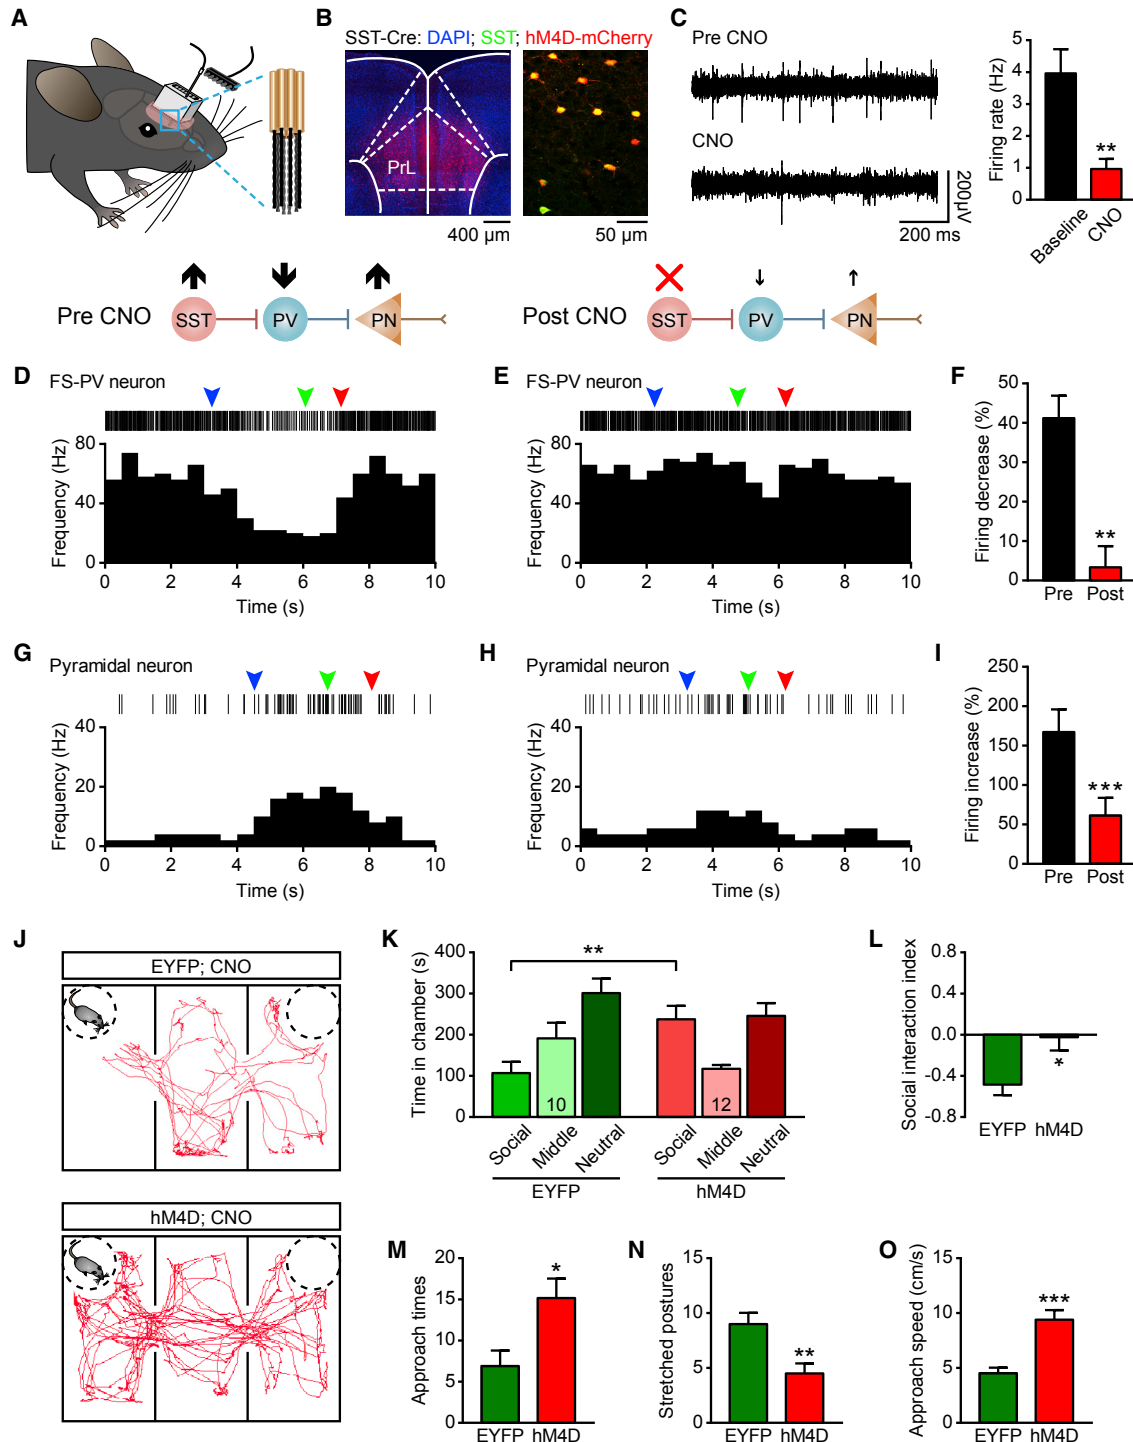 A
B
SST-Cre: DAPI; SST; hM4D-mCherry
PrL
400 µm
50 µm
C
Pre CNO
CNO
200µV
200 ms
Firing rate (Hz)
5
4
3
2
1
0
**
Baseline
CNO
Pre CNO
SST
PV
PN
Post CNO
SST
PV
PN
D
FS-PV neuron
Frequency (Hz)
80
40
0
0 2 4 6 8 10
Time (s)
E
FS-PV neuron
Frequency (Hz)
80
40
0
0 2 4 6 8 10
Time (s)
F
Firing decrease (%)
50
40
30
20
10
0
**
Pre Post
G
Pyramidal neuron
Frequency (Hz)
40
20
0
0 2 4 6 8 10
Time (s)
H
Pyramidal neuron
Frequency (Hz)
40
20
0
0 2 4 6 8 10
Time (s)
I
Firing increase (%)
250
200
150
100
50
0
***
Pre Post
J
EYFP; CNO
hM4D; CNO
K
Time in chamber (s)
400
300
200
100
0
**
10
12
Social Middle Neutral Social Middle Neutral
EYFP hM4D
L
Social interaction index
0.8
0.4
0.0
-0.4
-0.8
*
EYFP hM4D
M
Approach times
20
15
10
5
0
*
EYFP hM4D
N
Stretched postures
15
10
5
0
**
EYFP hM4D
O
Approach speed (cm/s)
15
10
5
0
***
EYFP hM4D